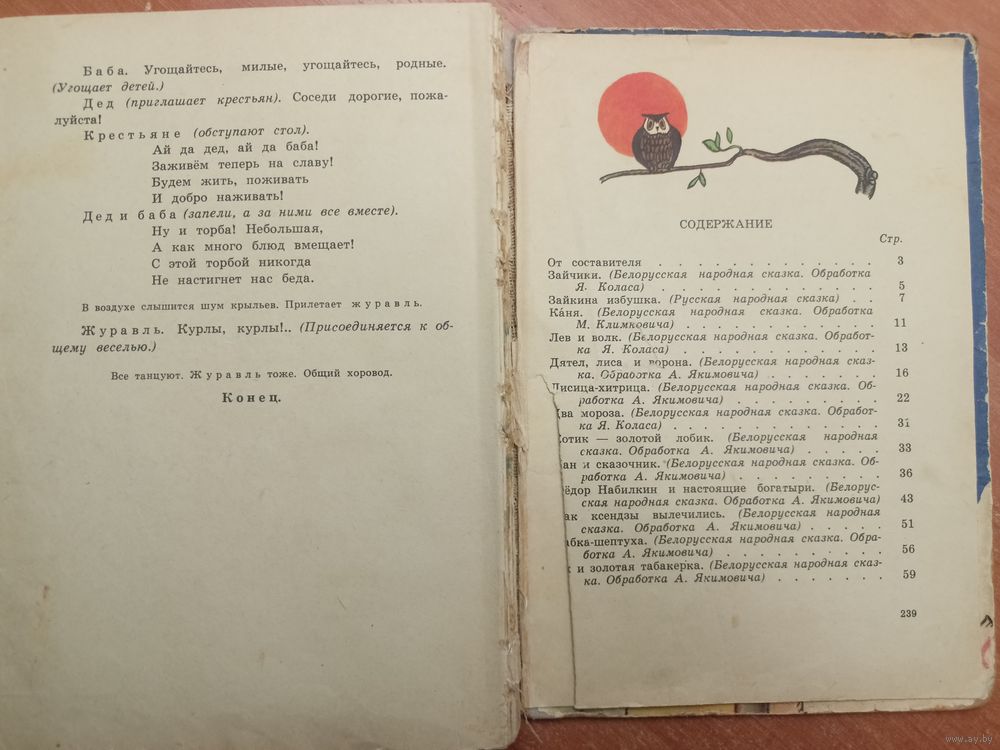 Баба. Угощайтесь, милые, угощайтесь, родные.
(Угощает детей.)
Дед (приглашает крестьян). Соседи дорогие, пожа-
луйста!
Крестьяне (обступают стол).
Ай да дед, ай да баба!
Заживём теперь на славу!
Будем жить, поживать
И добро наживать!
Дед и баба (запели, а за ними все вместе).
Ну и торба! Небольшая,
А как много блюд вмещает!
С этой торбой никогда
Не настигнет нас беда.
В воздухе слышится шум крыльев. Прилетает журавль.
Журавль. Курлы, курлы!.. (Присоединяется к об-
щему веселью.)
Все танцуют. Журавль тоже. Общий хоровод.
Конец.
СОДЕРЖАНИЕ
Стр.
От составителя . . . . . . . . . . . . . 3
Зайчики. (Белорусская народная сказка. Обработка
Я. Коласа) . . . . . . . . . . . . . 5
Зайкина избушка. (Русская народная сказка) . . 7
Ка́ня. (Белорусская народная сказка. Обработка
М. Климковича) . . . . . . . . . . . 11
Лев и волк. (Белорусская народная сказка. Обработ-
ка Я. Коласа) . . . . . . . . . . . . 13
Дятел, лиса и ворона. (Белорусская народная сказ-
ка. Обработка А. Якимовича) . . . . . . . 16
Лисица-хитрица. (Белорусская народная сказка. Об-
работка А. Якимовича) . . . . . . . . . 22
Два мороза. (Белорусская народная сказка. Обработ-
ка Я. Коласа) . . . . . . . . . . . . 31
отик — золотой лобик. (Белорусская народная
сказка. Обработка А. Якимовича) . . . . . 33
ан и сказочник. (Белорусская народная сказка. Об-
работка А. Якимовича) . . . . . . . . . 36
ёдор Набилкин и настоящие богатыри. (Белорус-
ская народная сказка. Обработка А. Якимовича) 43
ак ксендзы вылечились. (Белорусская народная
сказка. Обработка А. Якимовича) . . . . . 51
абка-шептуха. (Белорусская народная сказка. Обра-
ботка А. Якимовича) . . . . . . . . . . 56
к и золотая табакерка. (Белорусская народная сказ-
ка. Обработка А. Якимовича) . . . . . . . 59
239
www.ay.by